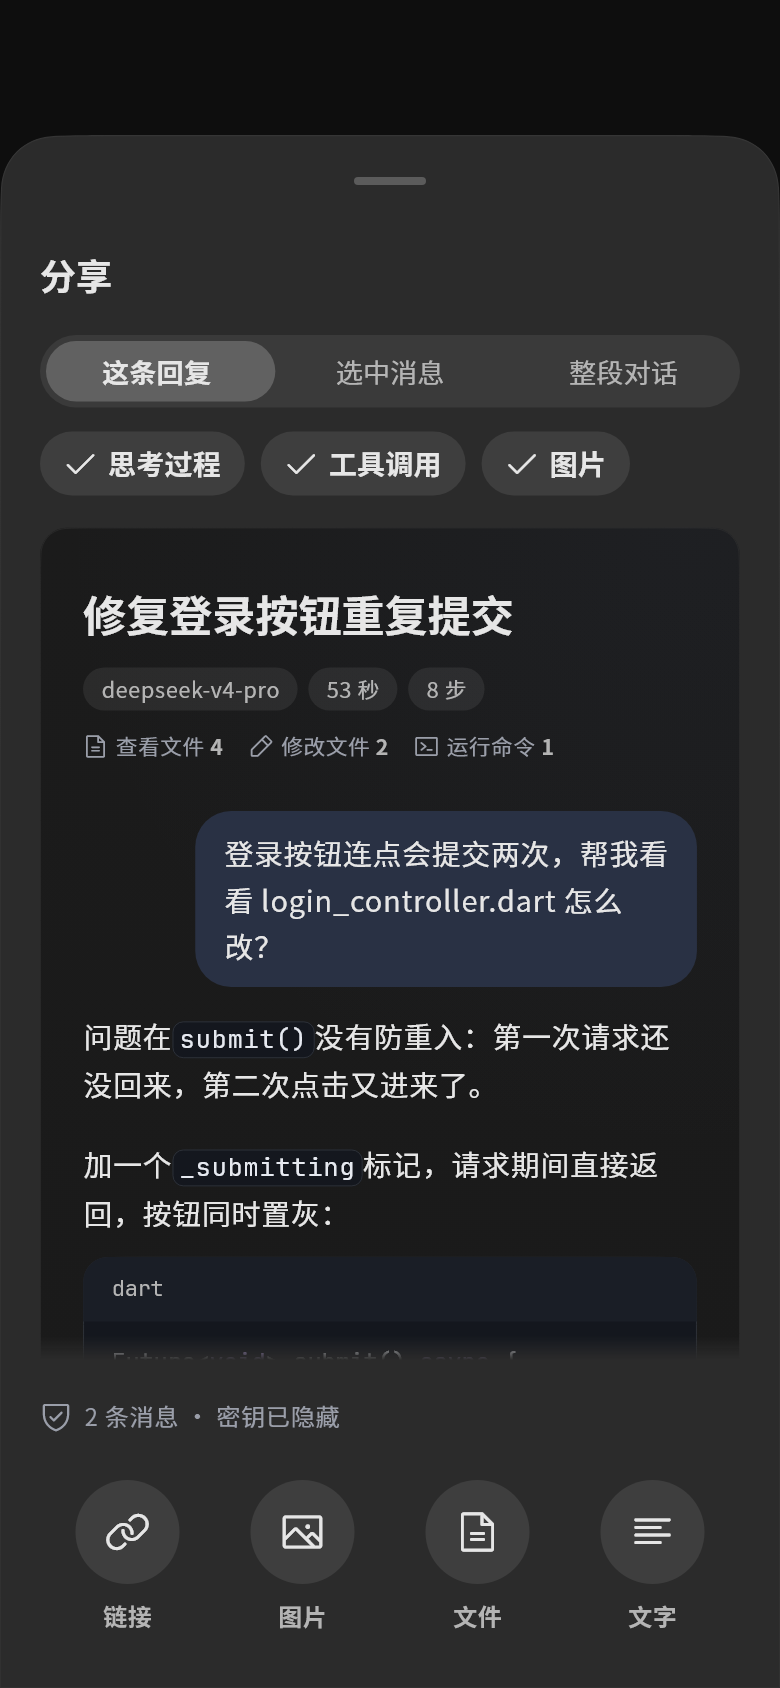 分享
这条回复 选中消息 整段对话
思考过程 工具调用 图片
修复登录按钮重复提交
deepseek-v4-pro 53 秒 8 步
查看文件 4 修改文件 2 运行命令 1
登录按钮连点会提交两次，帮我看
看 login_controller.dart 怎么
改？
问题在 submit() 没有防重入：第一次请求还
没回来，第二次点击又进来了。
加一个 _submitting 标记，请求期间直接返
回，按钮同时置灰：
dart
Future<void> submit() async {
2 条消息 · 密钥已隐藏
链接 图片 文件 文字